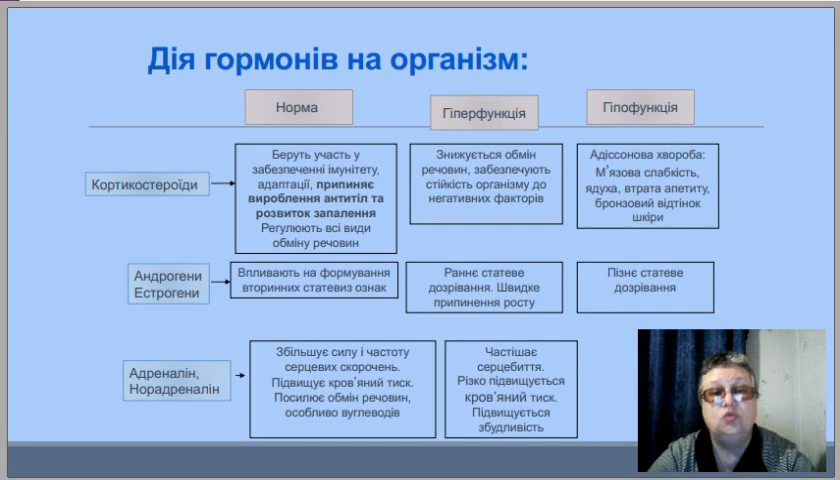 Дія гормонів на організм:
Норма
Гіперфункція
Гіпофункція
Кортикостероїди
Беруть участь у
забезпеченні імунітету,
адаптації, припиняє
вироблення антитіл та
розвиток запалення
Регулюють всі види
обміну речовин
Знижується обмін
речовин, забезпечують
стійкість організму до
негативних факторів
Адіссонова хвороба:
М'язова слабкість,
ядуха, втрата апетиту,
бронзовий відтінок
шкіри
Андрогени
Естрогени
Впливають на формування
вторинних статевиз ознак
Раннє статеве
дозрівання. Швидке
припинення росту
Пізнє статеве
дозрівання
Адреналін,
Норадреналін
Збільшує силу і частоту
серцевих скорочень.
Підвищує кров'яний тиск.
Посилює обмін речовин,
особливо вуглеводів
Частішає
серцебиття.
Різко підвищується
кров'яний тиск.
Підвищується
збудливість